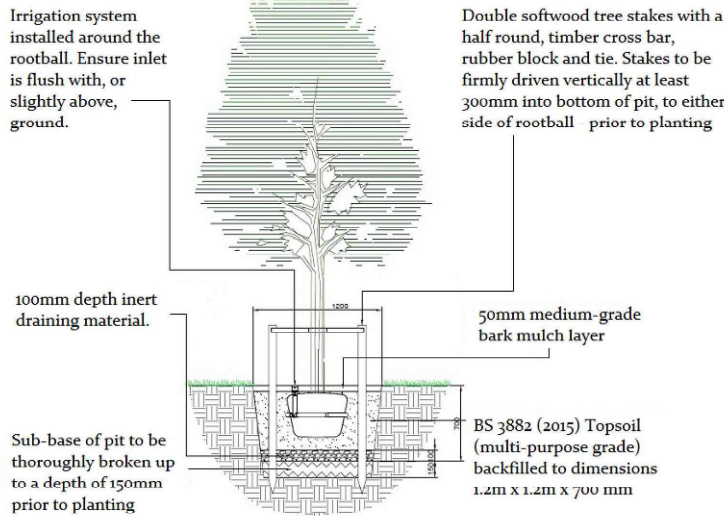 Irrigation system
installed around the
rootball. Ensure inlet
is flush with, or
slightly above,
ground.
Double softwood tree stakes with a
half round, timber cross bar,
rubber block and tie. Stakes to be
firmly driven vertically at least
300mm into bottom of pit, to either
side of rootball – prior to planting
100mm depth inert
draining material.
1200
50mm medium-grade
bark mulch layer
700
BS 3882 (2015) Topsoil
(multi-purpose grade)
backfilled to dimensions
1.2m x 1.2m x 700 mm
100
150
Sub-base of pit to be
thoroughly broken up
to a depth of 150mm
prior to planting